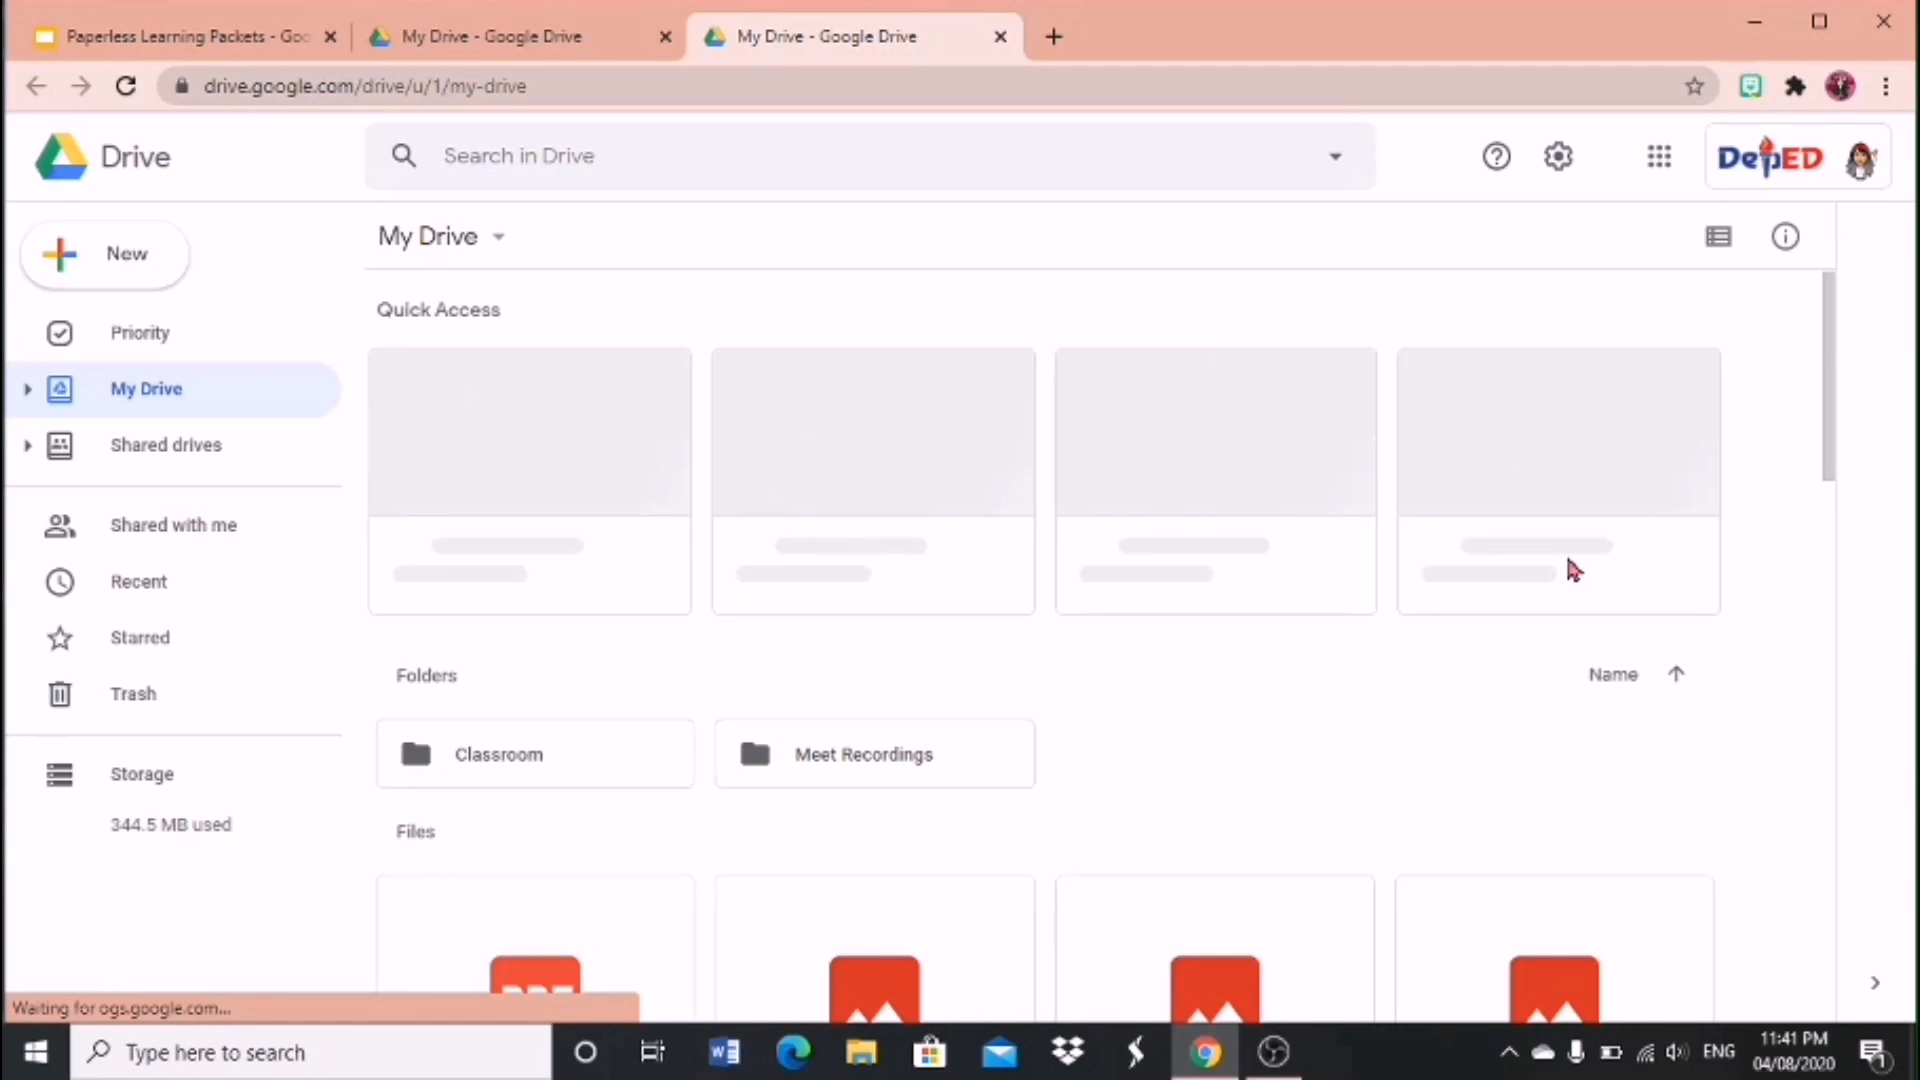 Paperless Learning Packets - Goo
My Drive - Google Drive
My Drive - Google Drive
drive.google.com/drive/u/1/my-drive
Drive
Search in Drive
DepED
New
My Drive
Quick Access
Priority
My Drive
Shared drives
Shared with me
Recent
Starred
Trash
Storage
344.5 MB used
Folders
Name
Classroom
Meet Recordings
Files
Waiting for ogs.google.com...
Type here to search
ENG
11:41 PM
04/08/2020
1